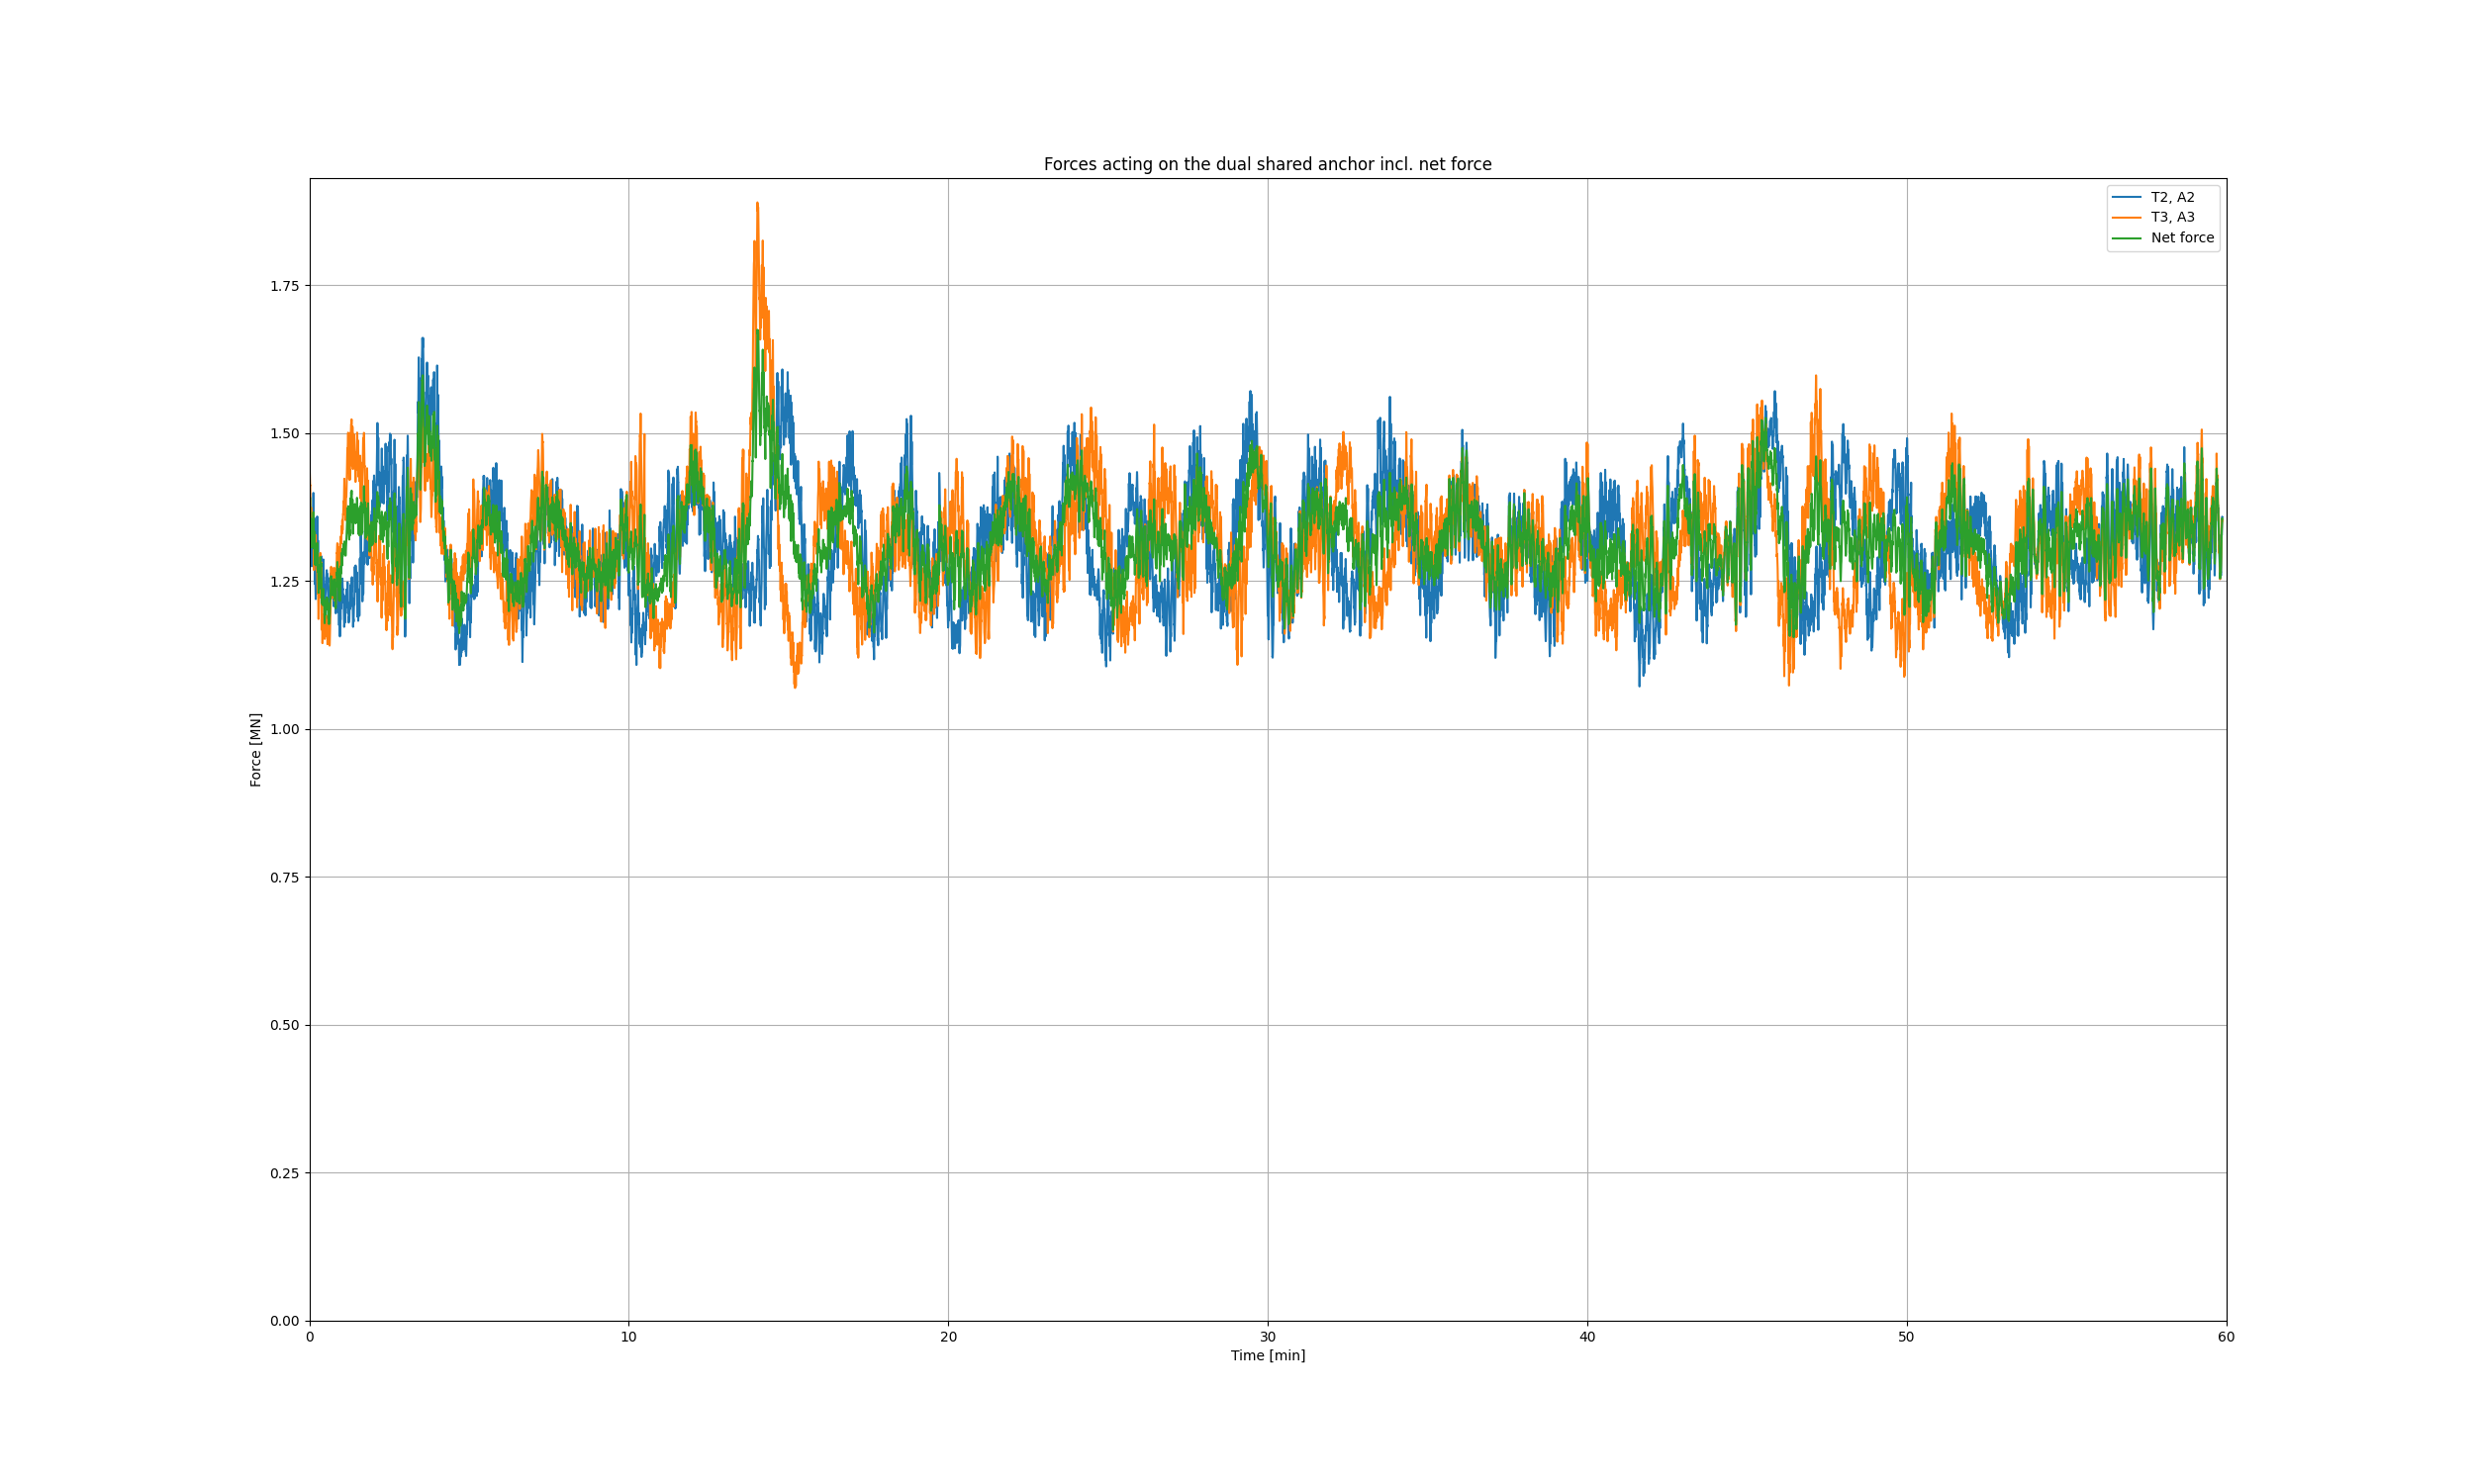 Forces acting on the dual shared anchor incl. net force
T2, A2
T3, A3
Net force
1.75
1.50
1.25
1.00
0.75
0.50
0.25
0.00
Force [MN]
0 10 20 30 40 50 60
Time [min]